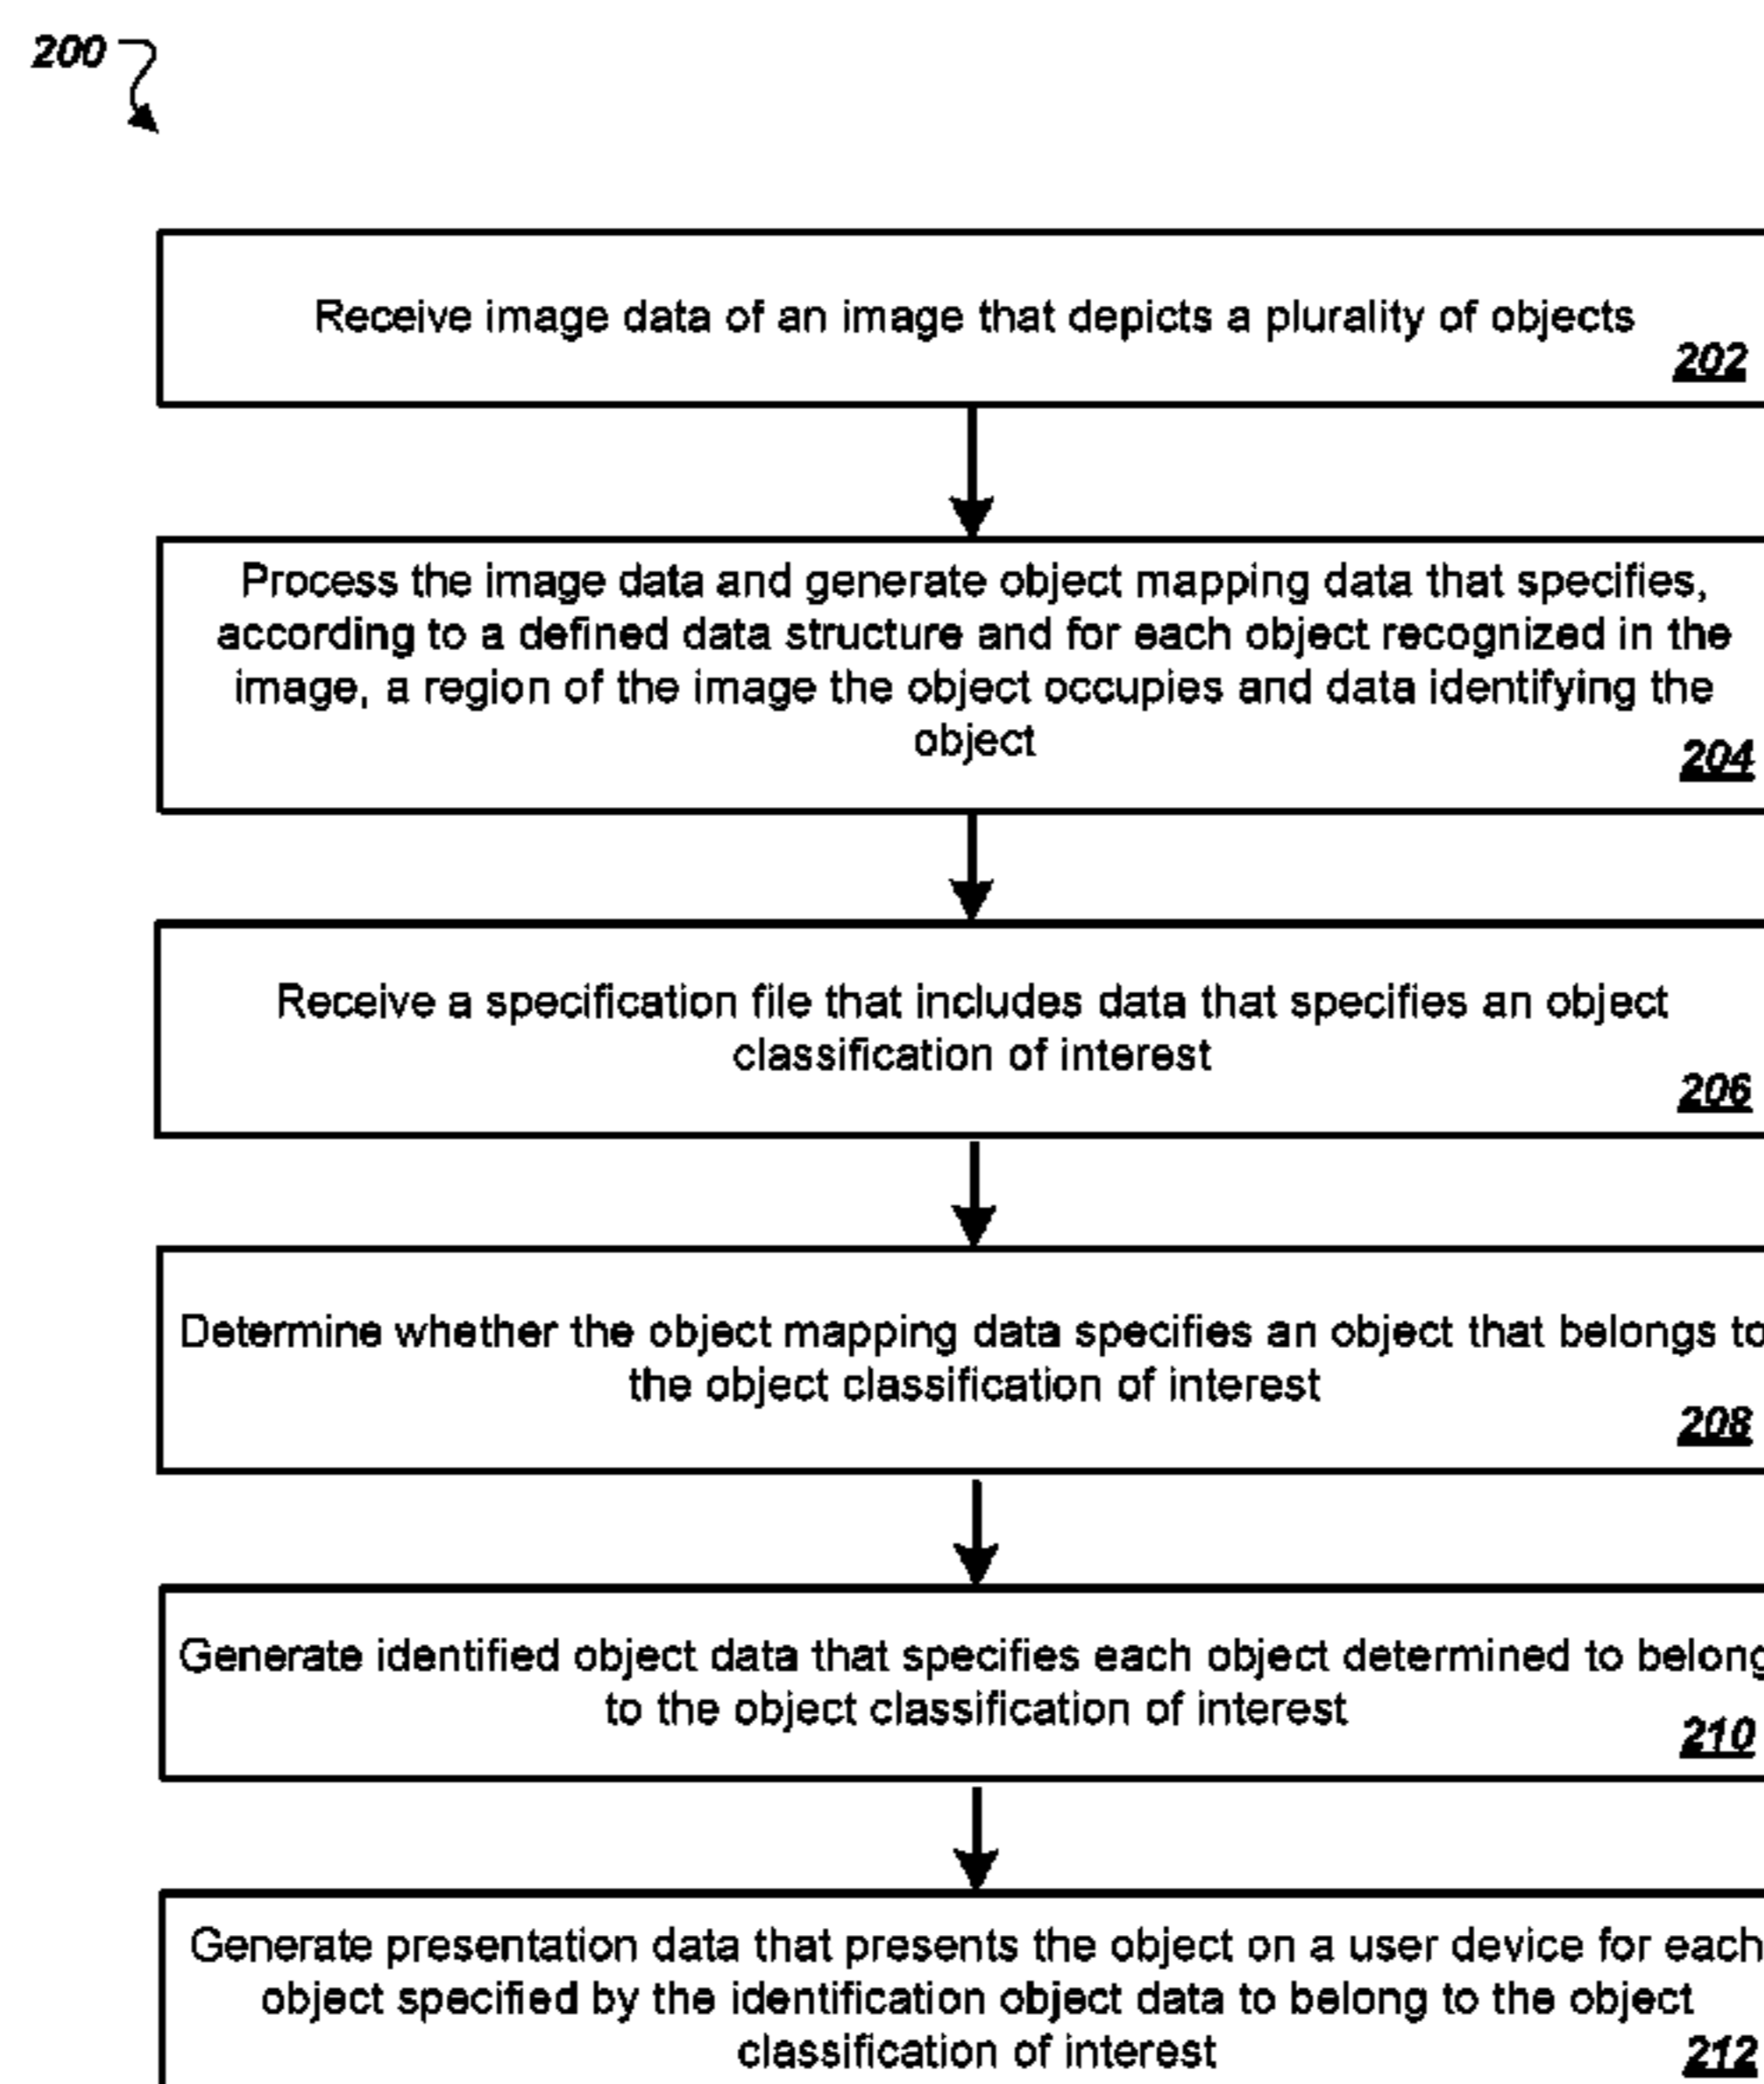 200
Receive image data of an image that depicts a plurality of objects
202
Process the image data and generate object mapping data that specifies,
according to a defined data structure and for each object recognized in the
image, a region of the image the object occupies and data identifying the
object
204
Receive a specification file that includes data that specifies an object
classification of interest
206
Determine whether the object mapping data specifies an object that belongs to
the object classification of interest
208
Generate identified object data that specifies each object determined to belong
to the object classification of interest
210
Generate presentation data that presents the object on a user device for each
object specified by the identification object data to belong to the object
classification of interest
212